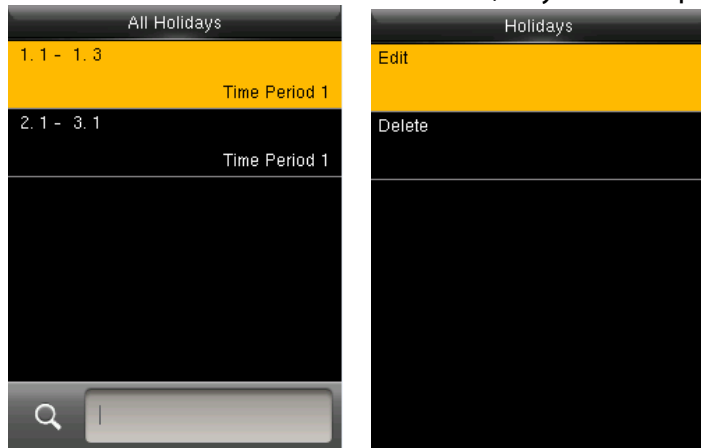 All Holidays
1. 1 - 1. 3
Time Period 1
2. 1 - 3. 1
Time Period 1
Holidays
Edit
Delete